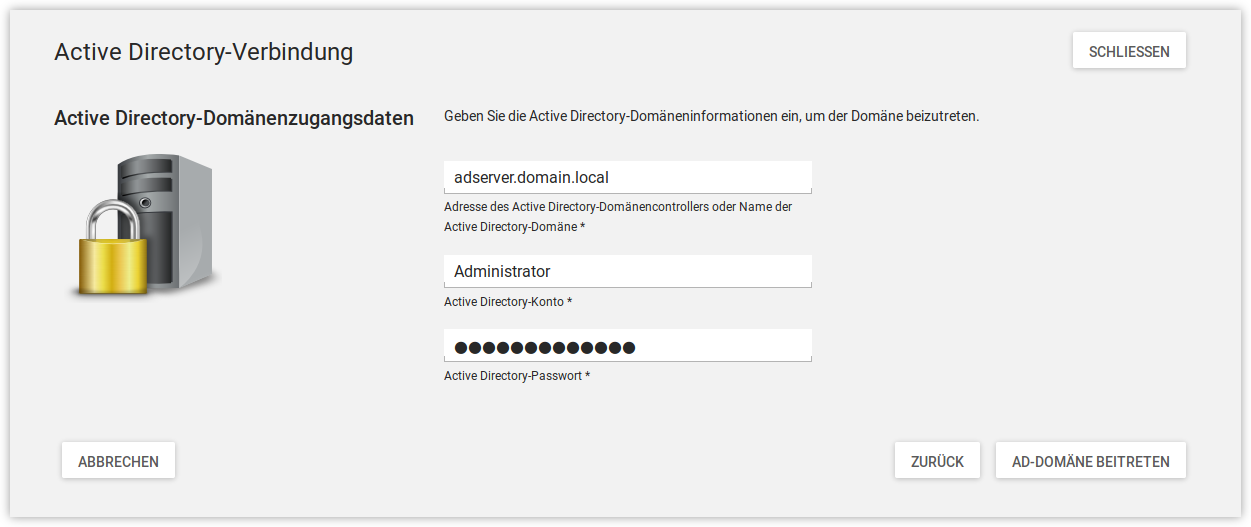 Active Directory-Verbindung
SCHLIESSEN
Active Directory-Domänenzugangsdaten
Geben Sie die Active Directory-Domäneninformationen ein, um der Domäne beizutreten.
adserver.domain.local
Adresse des Active Directory-Domänencontrollers oder Name der
Active Directory-Domäne *
Administrator
Active Directory-Konto *
●●●●●●●●●●●●●
Active Directory-Passwort *
ABBRECHEN
ZURÜCK
AD-DOMÄNE BEITRETEN